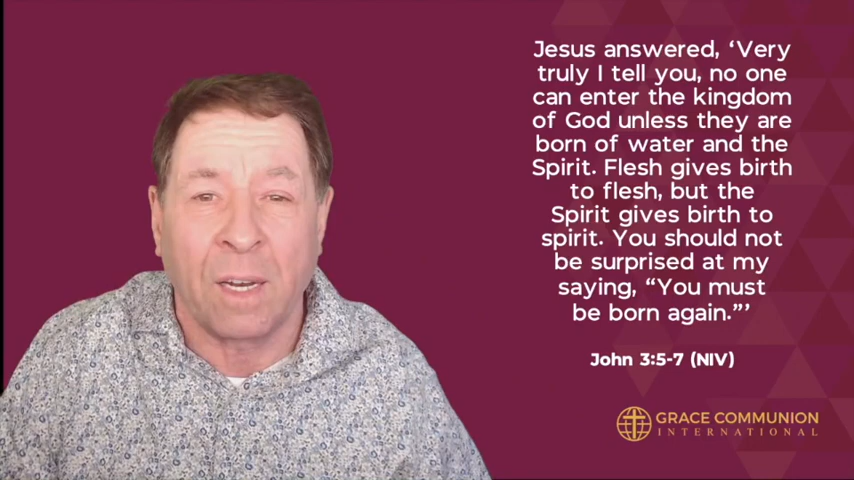 Jesus answered, ‘Very
truly I tell you, no one
can enter the kingdom
of God unless they are
born of water and the
Spirit. Flesh gives birth
to flesh, but the
Spirit gives birth to
spirit. You should not
be surprised at my
saying, “You must
be born again.”’
John 3:5-7 (NIV)
GRACE COMMUNION
INTERNATIONAL